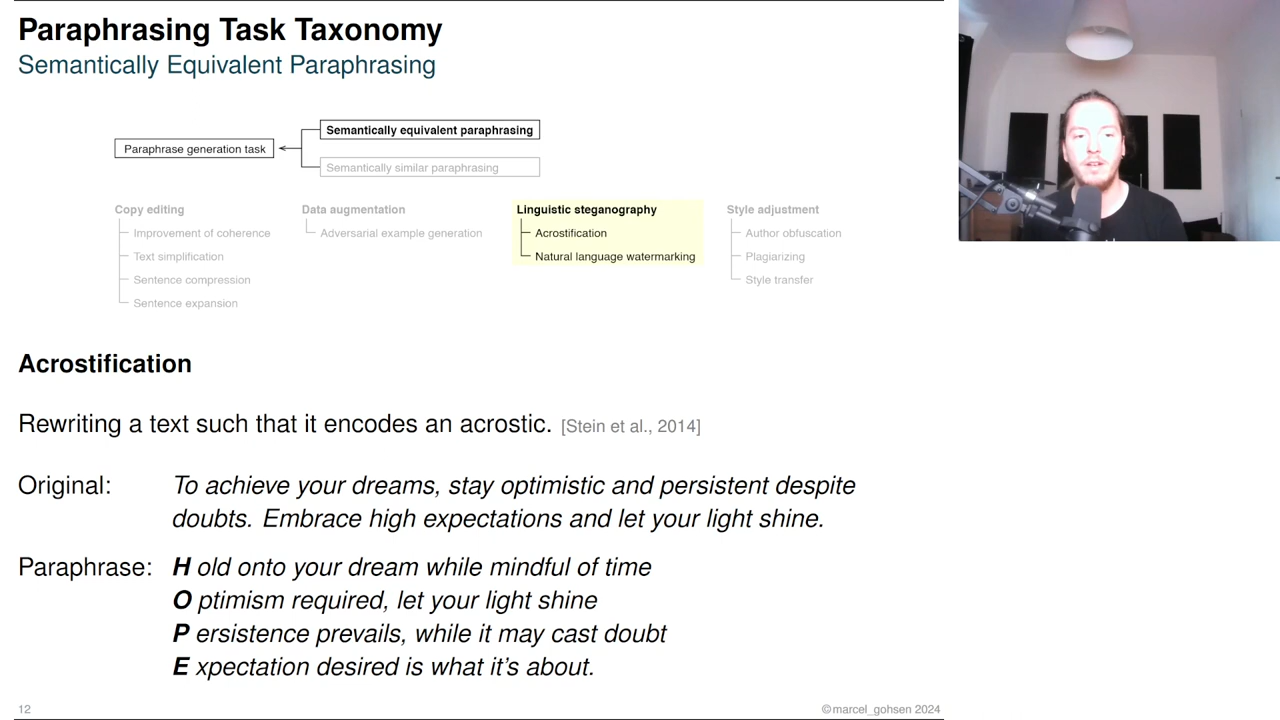 Paraphrasing Task Taxonomy
Semantically Equivalent Paraphrasing
Semantically equivalent paraphrasing
Paraphrase generation task
Semantically similar paraphrasing
Copy editing
Improvement of coherence
Text simplification
Sentence compression
Sentence expansion
Data augmentation
Adversarial example generation
Linguistic steganography
Acrostification
Natural language watermarking
Style adjustment
Author obfuscation
Plagiarizing
Style transfer
Acrostification
Rewriting a text such that it encodes an acrostic. [Stein et al., 2014]
Original: To achieve your dreams, stay optimistic and persistent despite
doubts. Embrace high expectations and let your light shine.
Paraphrase: H old onto your dream while mindful of time
O ptimism required, let your light shine
P ersistence prevails, while it may cast doubt
E xpectation desired is what it's about.
12 ©marcel_gohsen 2024